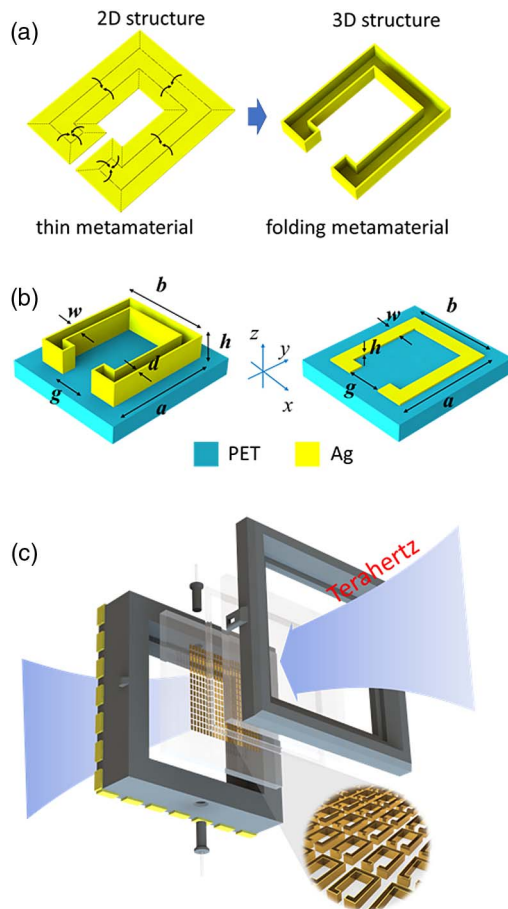 (a)
2D structure
3D structure
thin metamaterial
folding metamaterial
(b)
w
b
h
d
g
a
z
y
x
w
b
h
g
a
PET
Ag
(c)
Terahertz